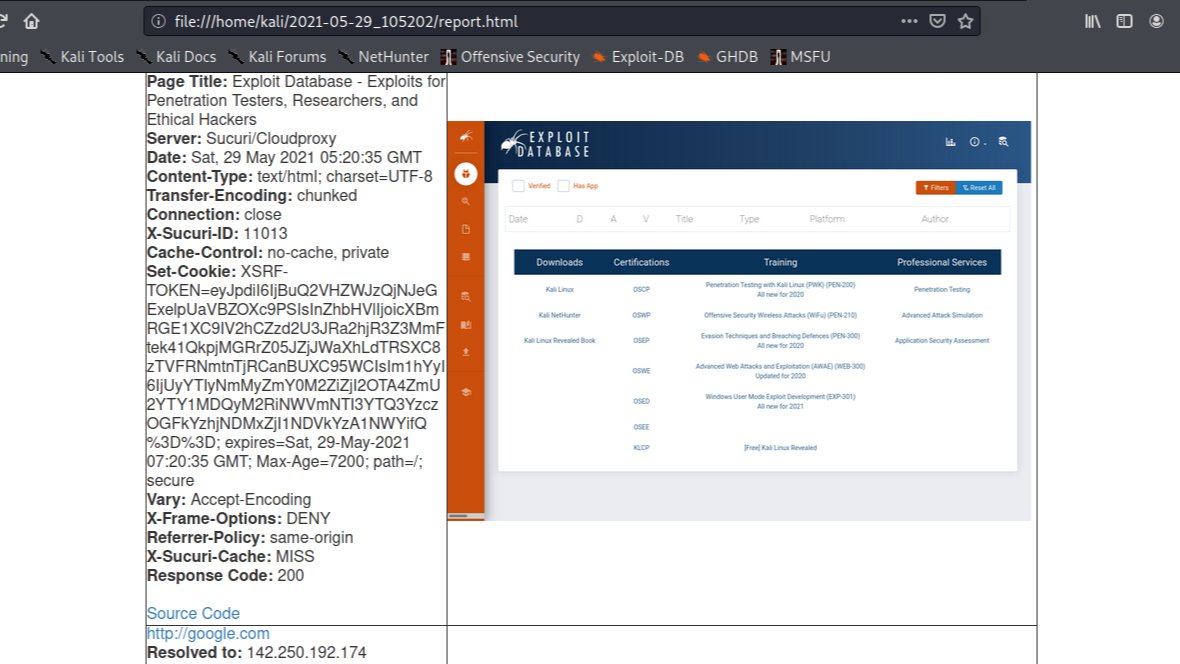 file:///home/kali/2021-05-29_105202/report.html
ning Kali Tools Kali Docs Kali Forums NetHunter Offensive Security Exploit-DB GHDB MSFU
Page Title: Exploit Database - Exploits for
Penetration Testers, Researchers, and
Ethical Hackers
Server: Sucuri/Cloudproxy
Date: Sat, 29 May 2021 05:20:35 GMT
Content-Type: text/html; charset=UTF-8
Transfer-Encoding: chunked
Connection: close
X-Sucuri-ID: 11013
Cache-Control: no-cache, private
Set-Cookie: XSRF-
TOKEN=eyJpdiI6IjBuQ2VHZWJzQjNJeG
ExelpUaVBZOXc9PSIsInZhbHVlIjoicXBm
RGE1XC9IV2hCZzd2U3JRa2hjR3Z3MmF
tek41QkpjMGRrZ05JZjJWaXhLdTRSXC8
zTVFRNmtnTjRCanBUXC95WCIsIm1hYyI
6IjUyYTIyNmMyZmY0M2ZiZjI2OTA4ZmU
2YTY1MDQyM2RiNWVmNTI3YTQ3Yzcz
OGFkYzhjNDMxZjI1NDVkYzA1NWYifQ
%3D%3D; expires=Sat, 29-May-2021
07:20:35 GMT; Max-Age=7200; path=/;
secure
Vary: Accept-Encoding
X-Frame-Options: DENY
Referrer-Policy: same-origin
X-Sucuri-Cache: MISS
Response Code: 200
Source Code
http://google.com
Resolved to: 142.250.192.174
EXPLOIT
DATABASE
Verified Has App Filters Reset All
Date D A V Title Type Platform Author
Downloads Certifications Training Professional Services
Kali Linux OSCP Penetration Testing with Kali Linux (PWK) (PEN-200) Penetration Testing
All new for 2020
Kali NetHunter OSWP Offensive Security Wireless Attacks (WiFu) (PEN-210) Advanced Attack Simulation
Kali Linux Revealed Book OSEP Evasion Techniques and Breaching Defences (PEN-300) Application Security Assessment
All new for 2020
OSWE Advanced Web Attacks and Exploitation (AWAE) (WEB-300)
Updated for 2020
OSED Windows User Mode Exploit Development (EXP-301)
All new for 2021
OSEE
KLCP [Free] Kali Linux Revealed